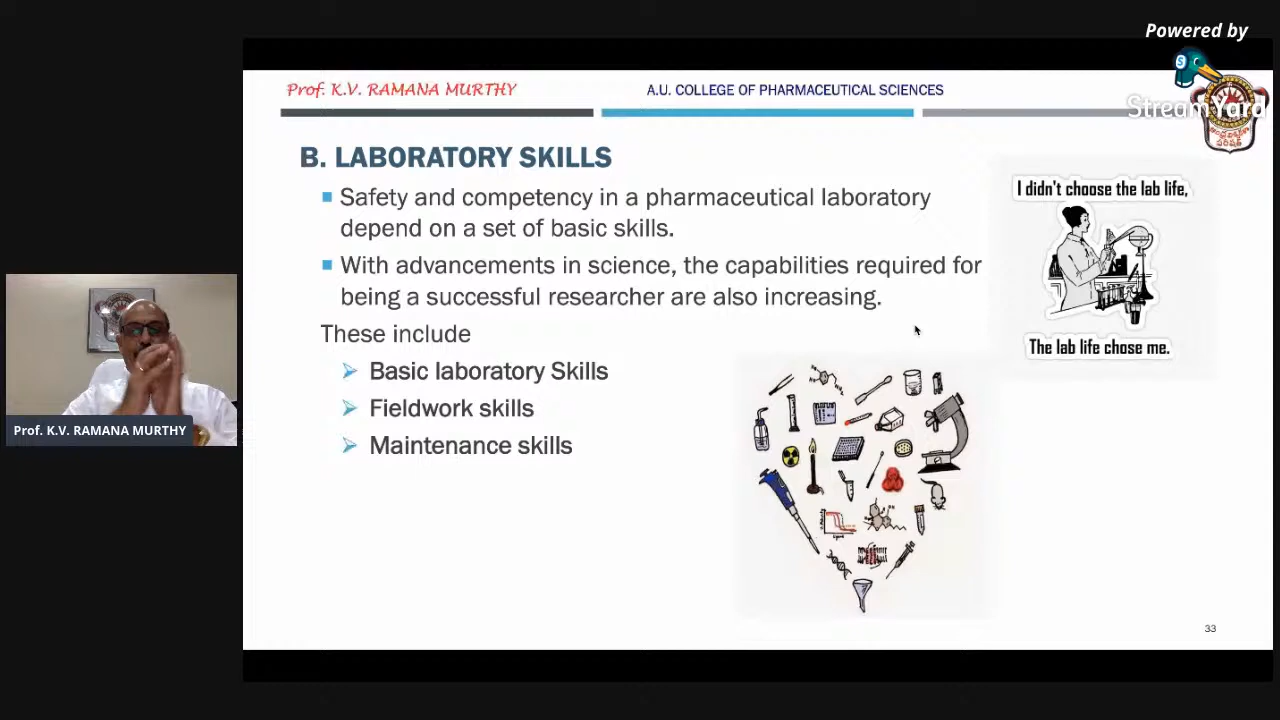 Powered by
StreamYard
Prof. K.V. RAMANA MURTHY
A.U. COLLEGE OF PHARMACEUTICAL SCIENCES
B. LABORATORY SKILLS
Safety and competency in a pharmaceutical laboratory
depend on a set of basic skills.
With advancements in science, the capabilities required for
being a successful researcher are also increasing.
These include
Basic laboratory Skills
Fieldwork skills
Maintenance skills
I didn't choose the lab life,
The lab life chose me.
Prof. K.V. RAMANA MURTHY
33